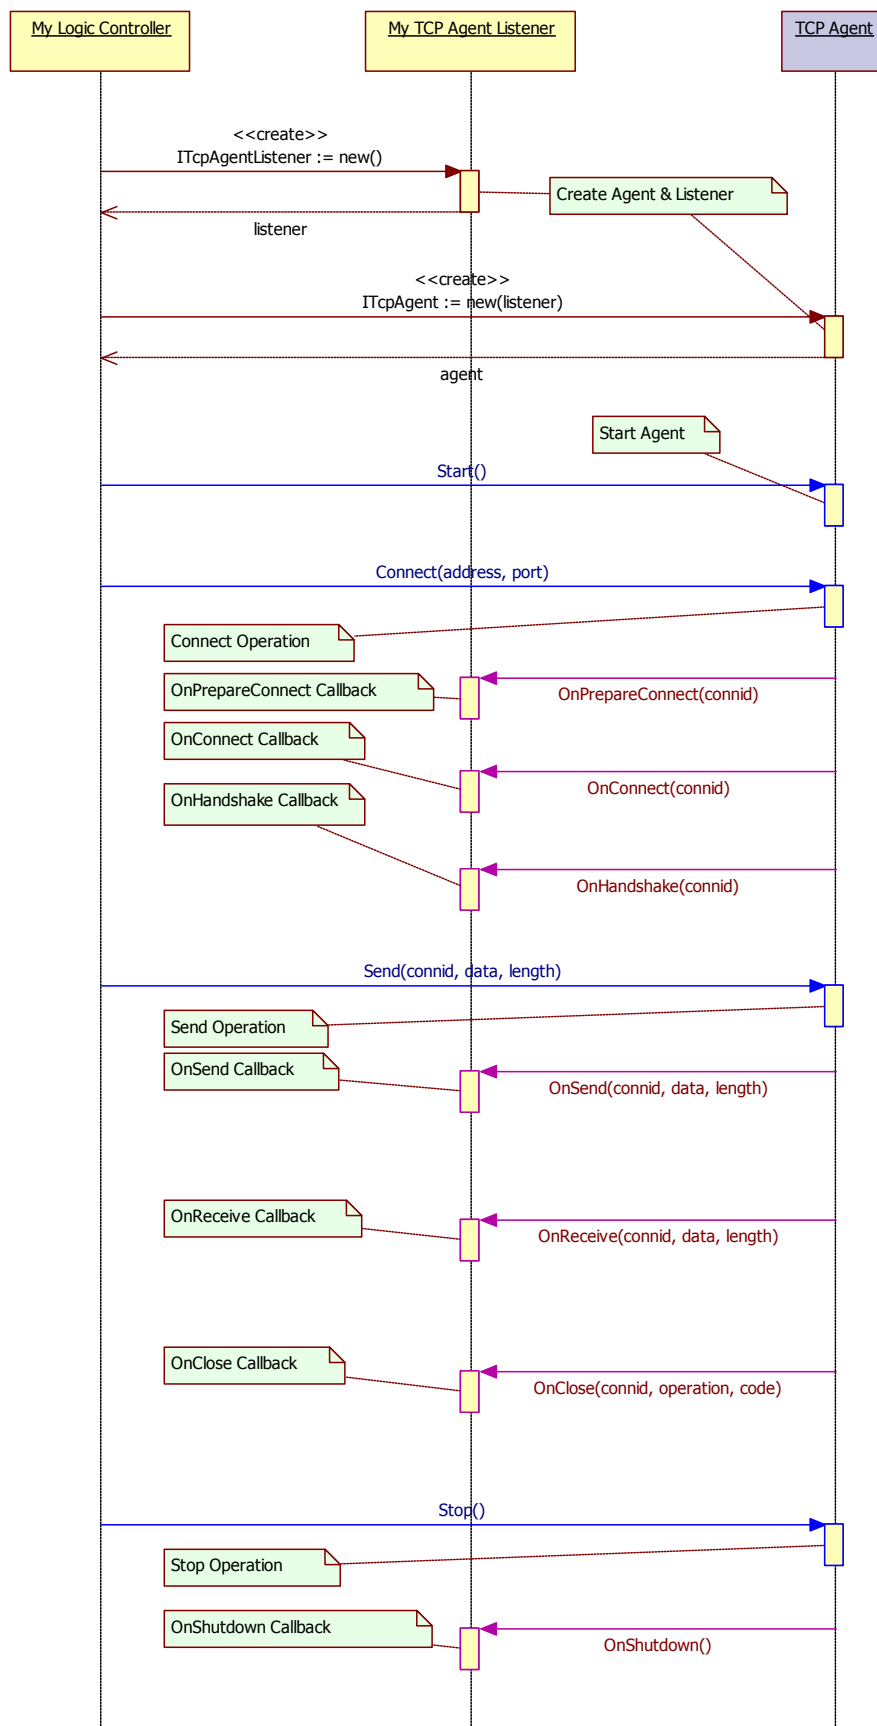 My Logic Controller
My TCP Agent Listener
TCP Agent
<<create>>
ITcpAgentListener := new()
Create Agent & Listener
listener
<<create>>
ITcpAgent := new(listener)
agent
Start Agent
Start()
Connect(address, port)
Connect Operation
OnPrepareConnect Callback
OnPrepareConnect(connid)
OnConnect Callback
OnConnect(connid)
OnHandshake Callback
OnHandshake(connid)
Send(connid, data, length)
Send Operation
OnSend Callback
OnSend(connid, data, length)
OnReceive Callback
OnReceive(connid, data, length)
OnClose Callback
OnClose(connid, operation, code)
Stop()
Stop Operation
OnShutdown Callback
OnShutdown()